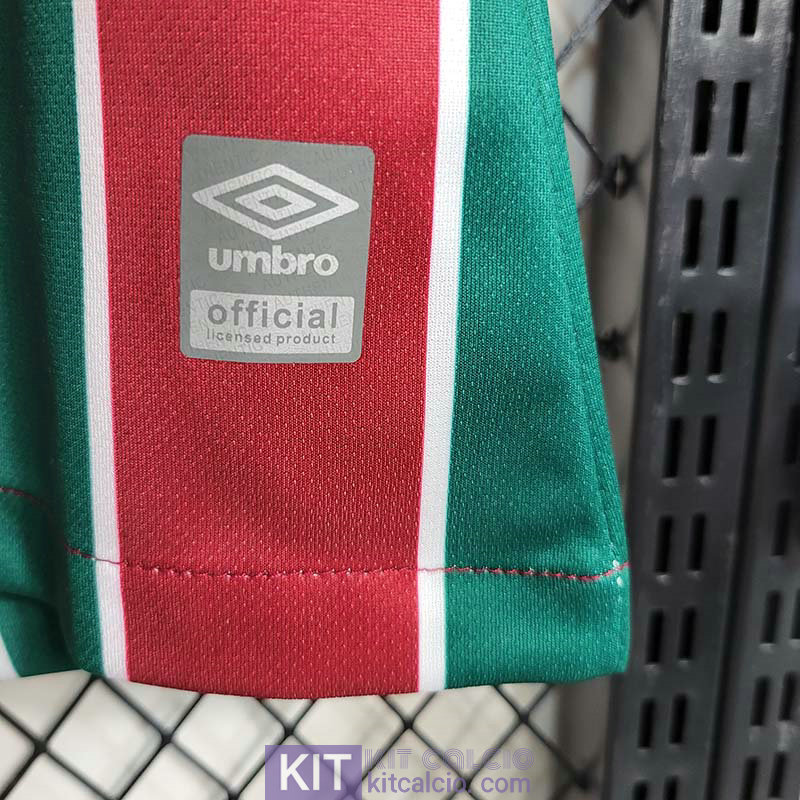 umbro
official
licensed product
KIT KIT CALCIO
kitcalcio.com